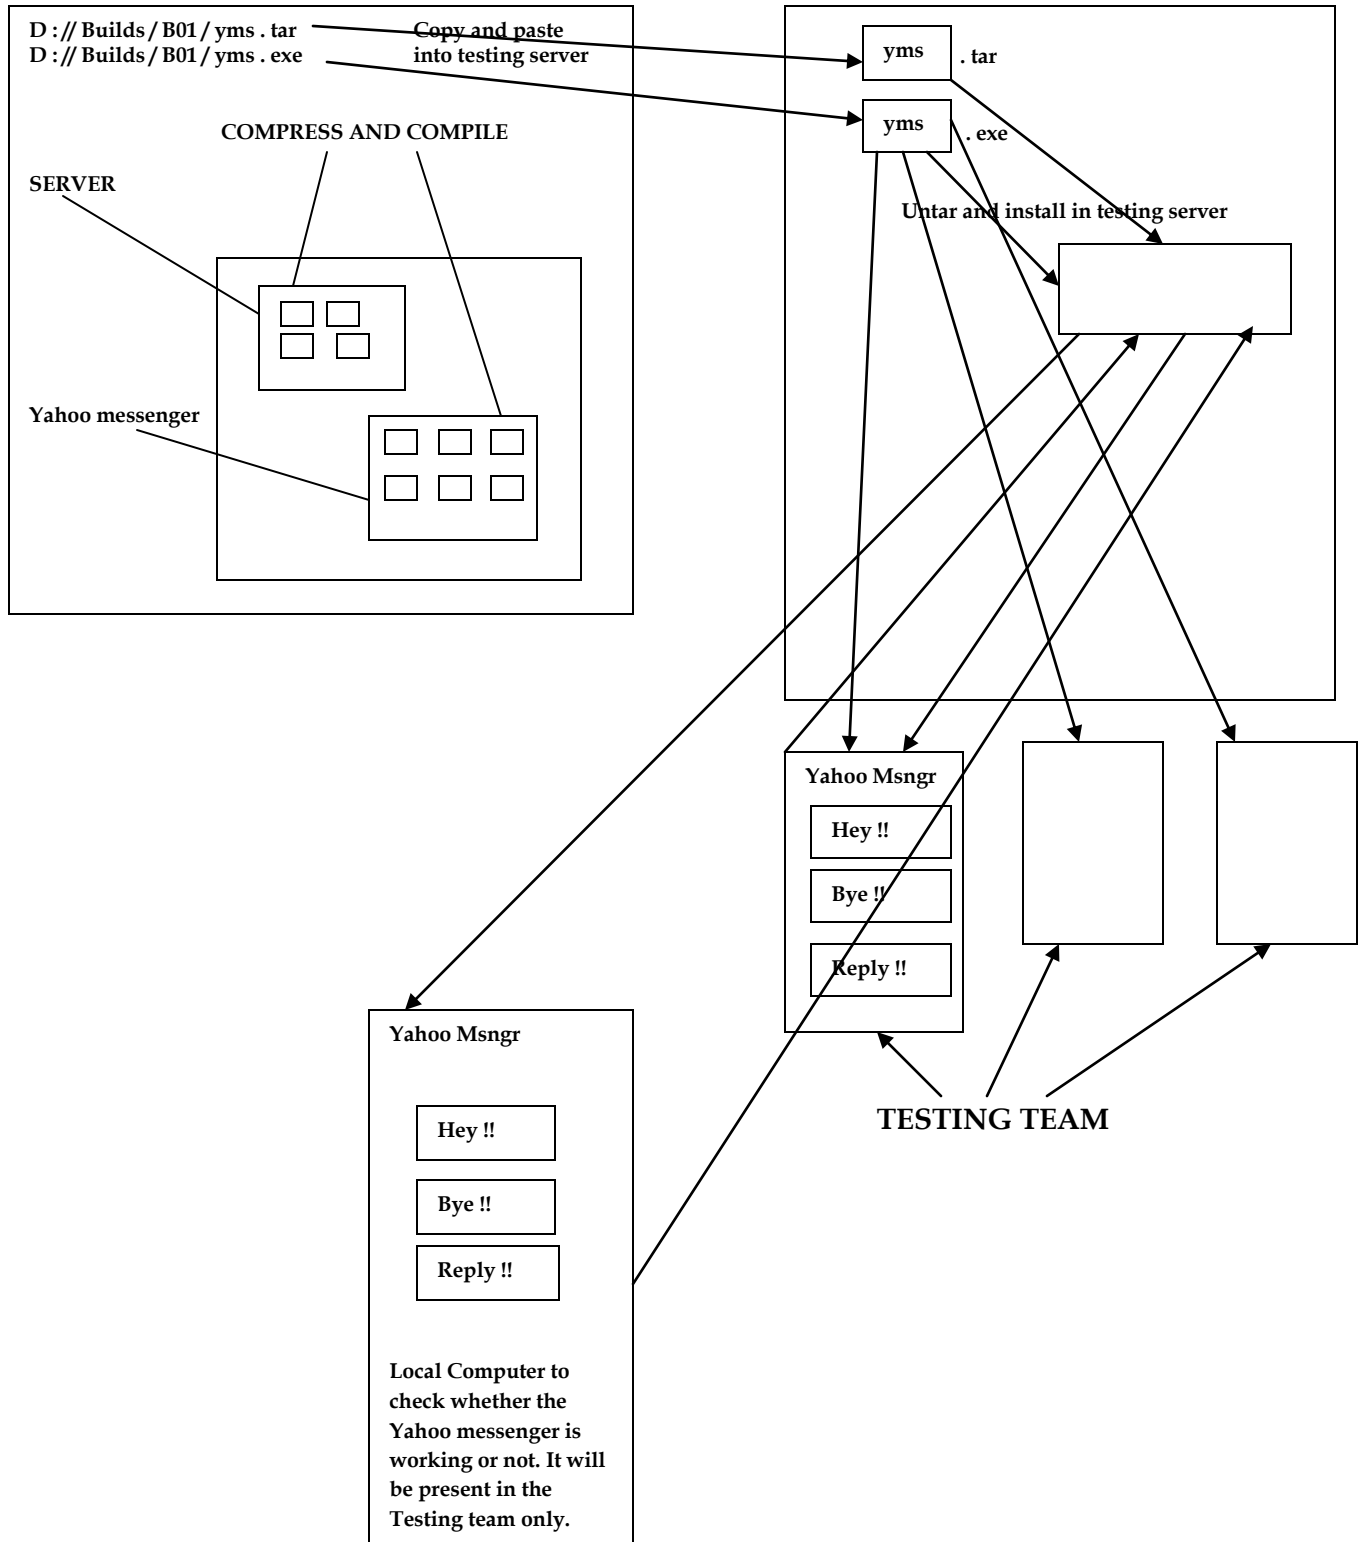 D : // Builds / B01 / yms . tar
D : // Builds / B01 / yms . exe
Copy and paste
into testing server
COMPRESS AND COMPILE
SERVER
Yahoo messenger
yms
. tar
yms
. exe
Untar and install in testing server
Yahoo Msngr
Hey !!
Bye !!
Reply !!
TESTING TEAM
Yahoo Msngr
Hey !!
Bye !!
Reply !!
Local Computer to
check whether the
Yahoo messenger is
working or not. It will
be present in the
Testing team only.